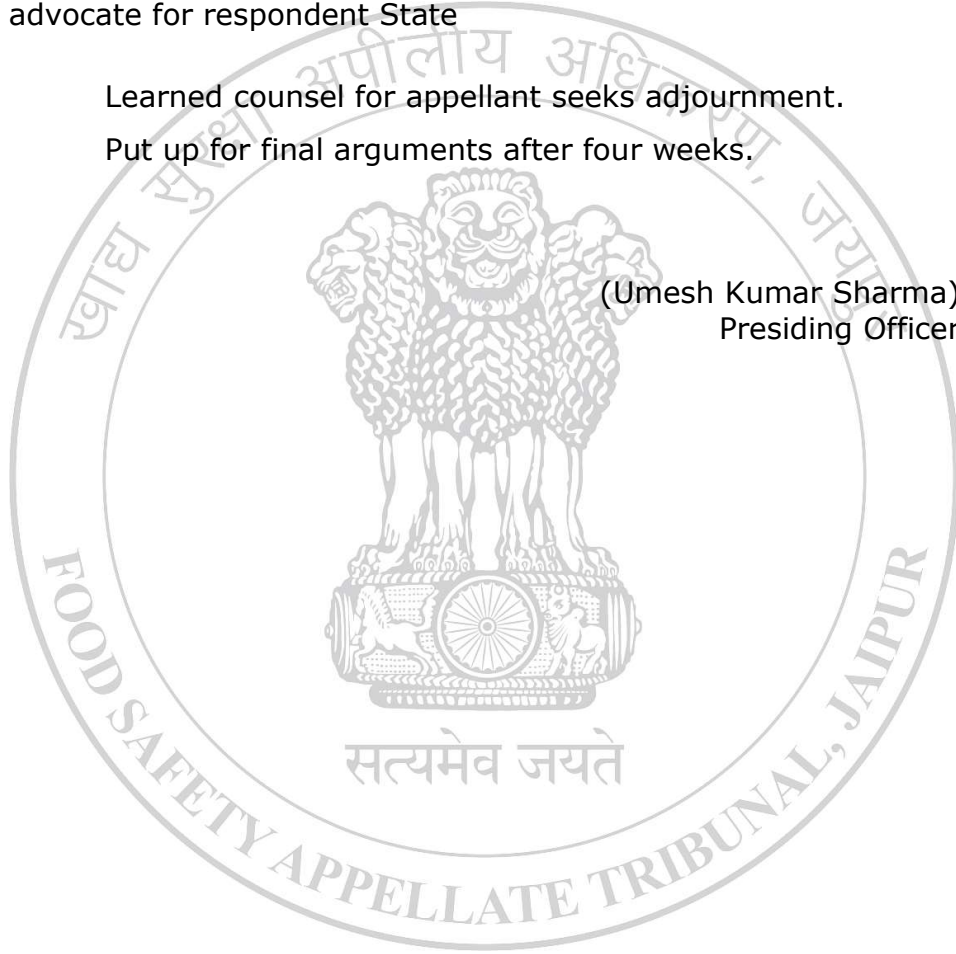 advocate for respondent State
Learned counsel for appellant seeks adjournment.
Put up for final arguments after four weeks.
(Umesh Kumar Sharma)
Presiding Officer
खाद्य सुरक्षा अपीलीय अधिकरण, जयपुर
सत्यमेव जयते
FOOD SAFETY APPELLATE TRIBUNAL, JAIPUR